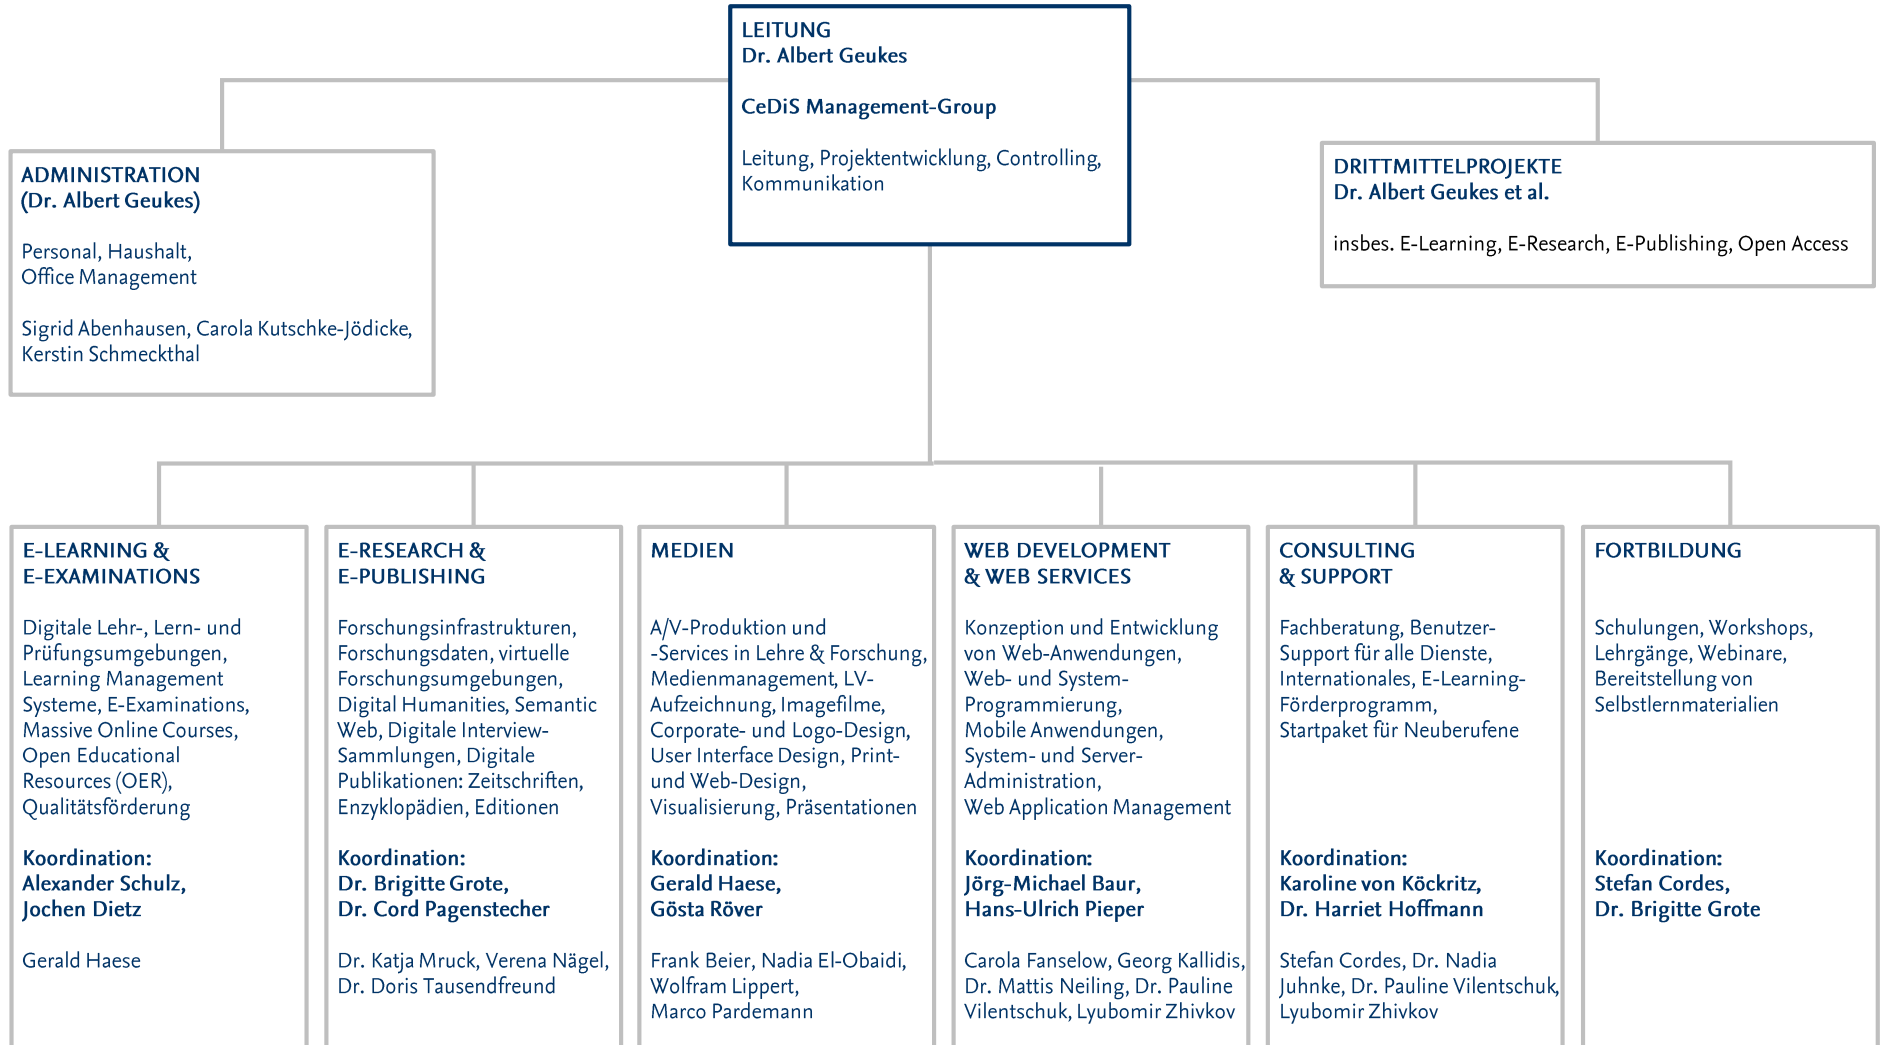 LEITUNG
Dr. Albert Geukes
CeDiS Management-Group
Leitung, Projektentwicklung, Controlling,
Kommunikation
ADMINISTRATION
(Dr. Albert Geukes)
Personal, Haushalt,
Office Management
Sigrid Abenhausen, Carola Kutschke-Jödicke,
Kerstin Schmeckthal
DRITTMITTELPROJEKTE
Dr. Albert Geukes et al.
insbes. E-Learning, E-Research, E-Publishing, Open Access
E-LEARNING &
E-EXAMINATIONS
Digitale Lehr-, Lern- und
Prüfungsumgebungen,
Learning Management
Systeme, E-Examinations,
Massive Online Courses,
Open Educational
Resources (OER),
Qualitätsförderung
Koordination:
Alexander Schulz,
Jochen Dietz
Gerald Haese
E-RESEARCH &
E-PUBLISHING
Forschungsinfrastrukturen,
Forschungsdaten, virtuelle
Forschungsumgebungen,
Digital Humanities, Semantic
Web, Digitale Interview-
Sammlungen, Digitale
Publikationen: Zeitschriften,
Enzyklopädien, Editionen
Koordination:
Dr. Brigitte Grote,
Dr. Cord Pagenstecher
Dr. Katja Mruck, Verena Nägel,
Dr. Doris Tausendfreund
MEDIEN
A/V-Produktion und
-Services in Lehre & Forschung,
Medienmanagement, LV-
Aufzeichnung, Imagefilme,
Corporate- und Logo-Design,
User Interface Design, Print-
und Web-Design,
Visualisierung, Präsentationen
Koordination:
Gerald Haese,
Gösta Röver
Frank Beier, Nadia El-Obaidi,
Wolfram Lippert,
Marco Pardemann
WEB DEVELOPMENT
& WEB SERVICES
Konzeption und Entwicklung
von Web-Anwendungen,
Web- und System-
Programmierung,
Mobile Anwendungen,
System- und Server-
Administration,
Web Application Management
Koordination:
Jörg-Michael Baur,
Hans-Ulrich Pieper
Carola Fanselow, Georg Kallidis,
Dr. Mattis Neiling, Dr. Pauline
Vilentschuk, Lyubomir Zhivkov
CONSULTING
& SUPPORT
Fachberatung, Benutzer-
Support für alle Dienste,
Internationales, E-Learning-
Förderprogramm,
Startpaket für Neuberufene
Koordination:
Karoline von Köckritz,
Dr. Harriet Hoffmann
Stefan Cordes, Dr. Nadia
Juhnke, Dr. Pauline Vilentschuk,
Lyubomir Zhivkov
FORTBILDUNG
Schulungen, Workshops,
Lehrgänge, Webinare,
Bereitstellung von
Selbstlernmaterialien
Koordination:
Stefan Cordes,
Dr. Brigitte Grote